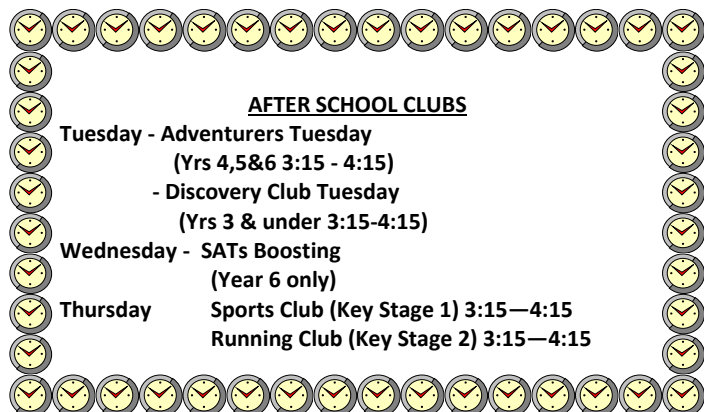 AFTER SCHOOL CLUBS
Tuesday - Adventurers Tuesday
(Yrs 4,5&6 3:15 - 4:15)
- Discovery Club Tuesday
(Yrs 3 & under 3:15-4:15)
Wednesday - SATs Boosting
(Year 6 only)
Thursday Sports Club (Key Stage 1) 3:15—4:15
Running Club (Key Stage 2) 3:15—4:15